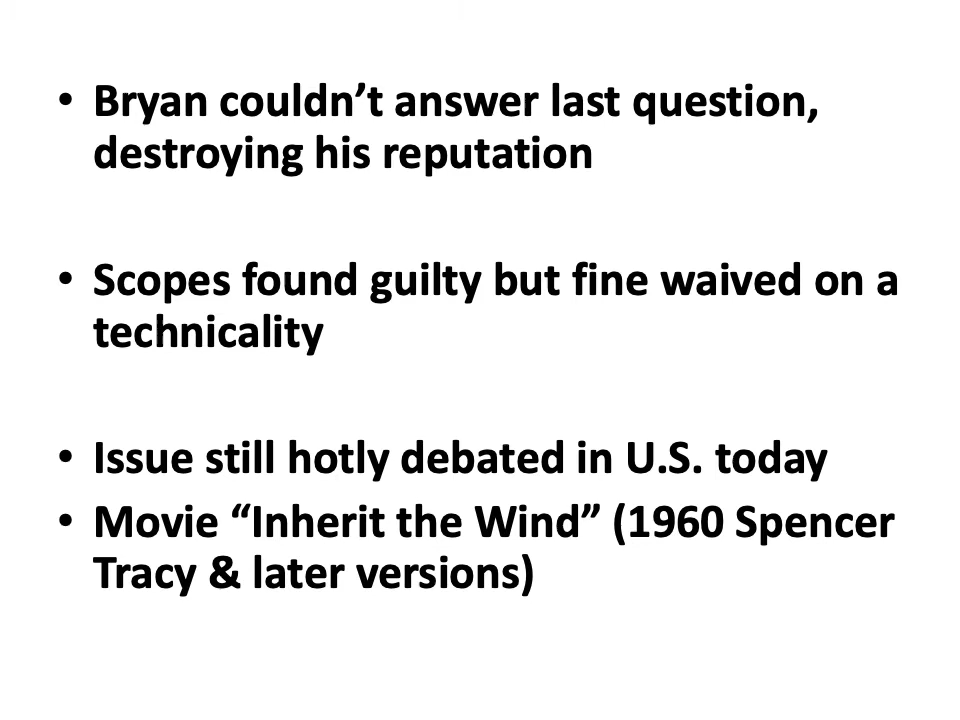 • Bryan couldn’t answer last question,
destroying his reputation
• Scopes found guilty but fine waived on a
technicality
• Issue still hotly debated in U.S. today
• Movie “Inherit the Wind” (1960 Spencer
Tracy & later versions)